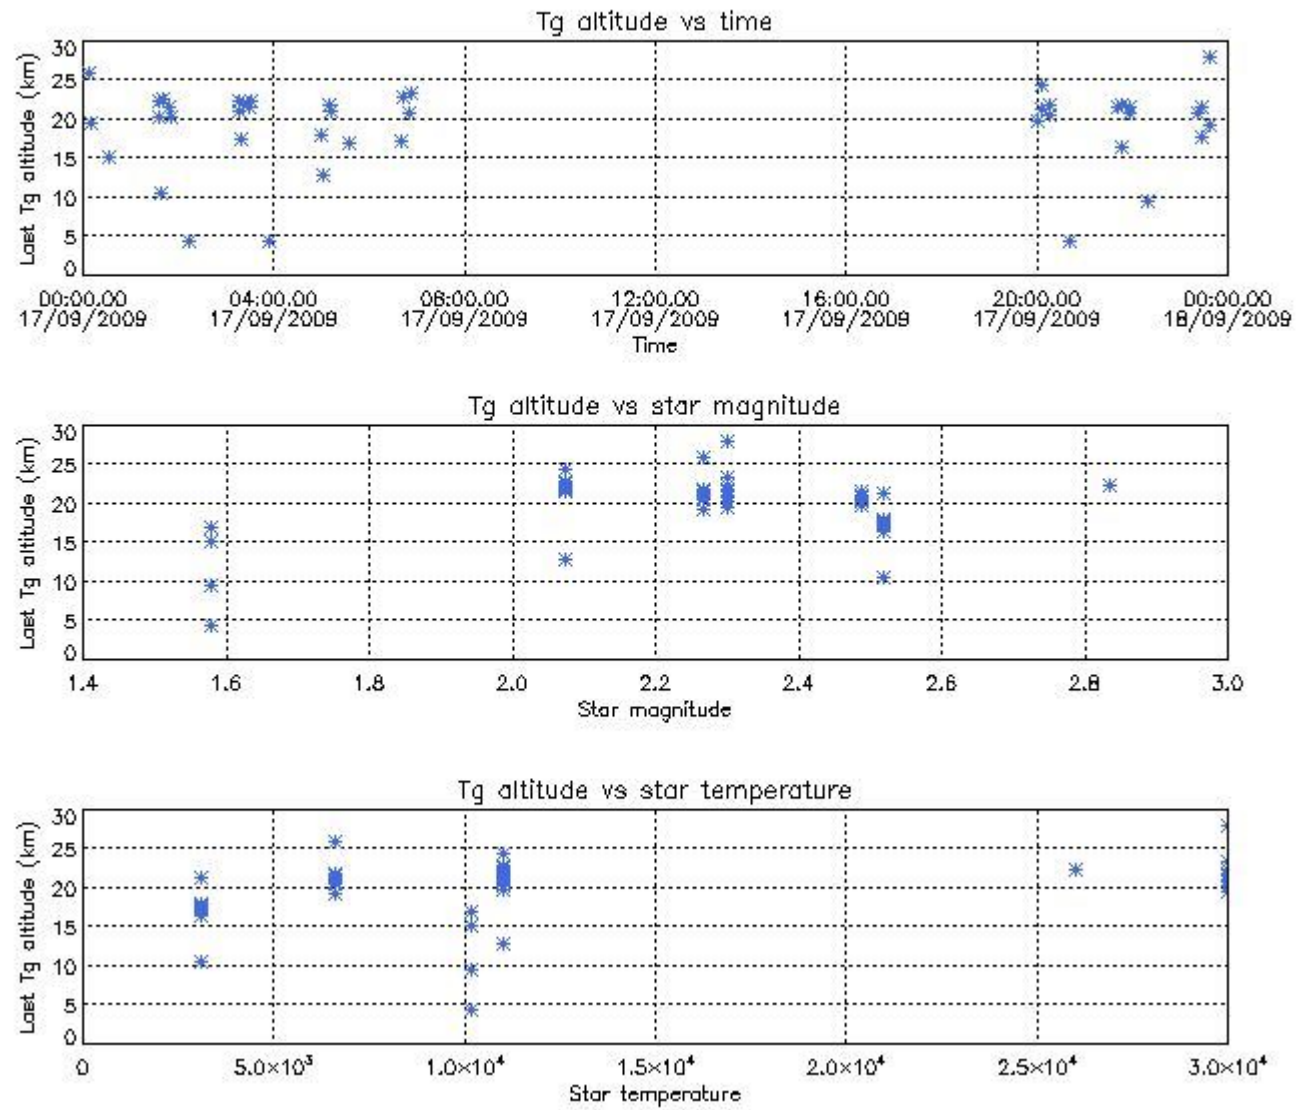 Tg altitude vs time
Last Tg altitude (km)
30
25
20
15
10
5
0
00:00.00 04:00.00 08:00.00 12:00.00 16:00.00 20:00.00 00:00.00
17/09/2009 17/09/2009 17/09/2009 17/09/2009 17/09/2009 17/09/2009 18/09/2009
Time
Tg altitude vs star magnitude
Last Tg altitude (km)
30
25
20
15
10
5
0
1.4 1.6 1.8 2.0 2.2 2.4 2.6 2.8 3.0
Star magnitude
Tg altitude vs star temperature
Last Tg altitude (km)
30
25
20
15
10
5
0
0 5.0×10³ 1.0×10⁴ 1.5×10⁴ 2.0×10⁴ 2.5×10⁴ 3.0×10⁴
Star temperature